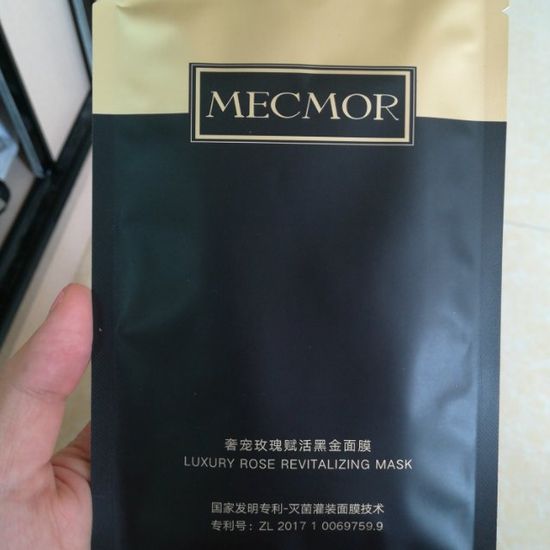 MECMOR
奢宠玫瑰赋活黑金面膜
LUXURY ROSE REVITALIZING MASK
国家发明专利-灭菌灌装面膜技术
专利号：ZL 2017 1 0069759.9